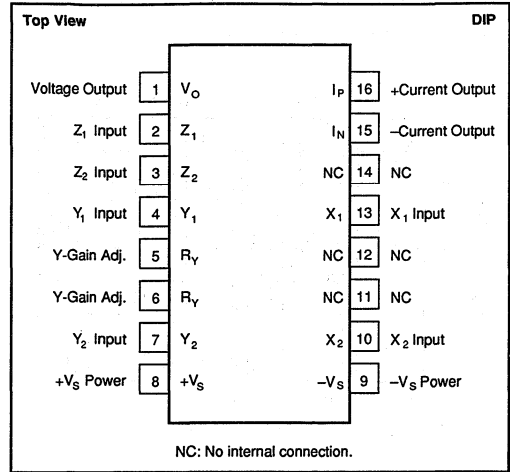 Top View DIP
Voltage Output 1 V_O I_P 16 +Current Output
Z_1 Input 2 Z_1 I_N 15 –Current Output
Z_2 Input 3 Z_2 NC 14 NC
Y_1 Input 4 Y_1 X_1 13 X_1 Input
Y-Gain Adj. 5 R_Y NC 12 NC
Y-Gain Adj. 6 R_Y NC 11 NC
Y_2 Input 7 Y_2 X_2 10 X_2 Input
+V_S Power 8 +V_S –V_S 9 –V_S Power
NC: No internal connection.